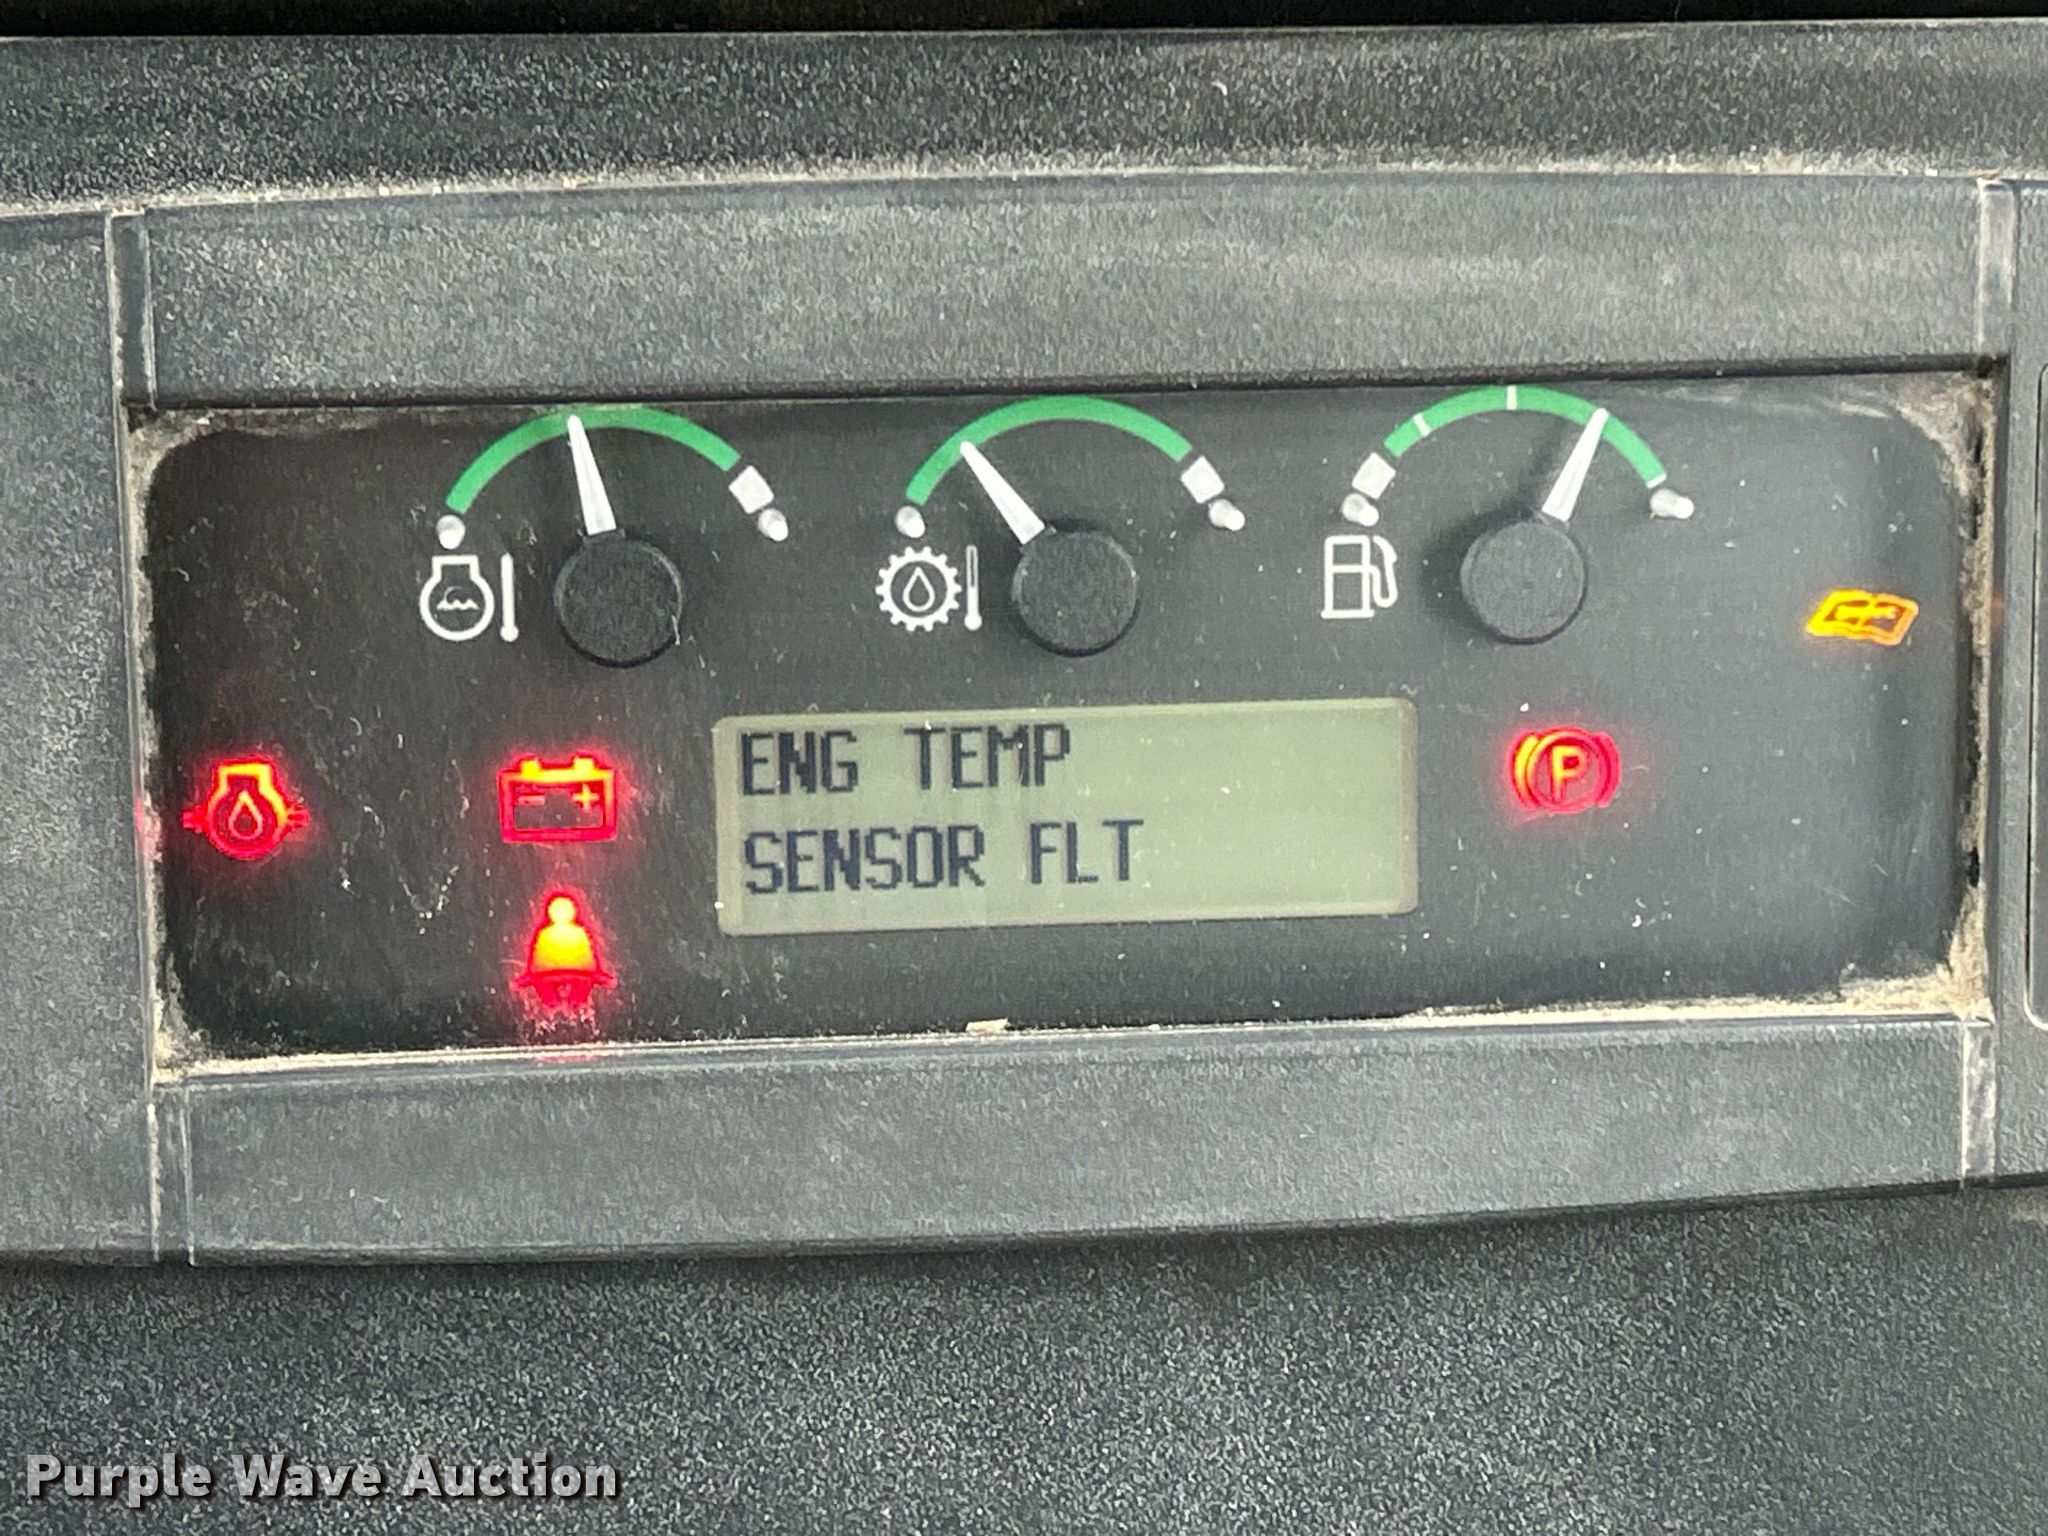 ENG TEMP
SENSOR FLT
P
Purple Wave Auction